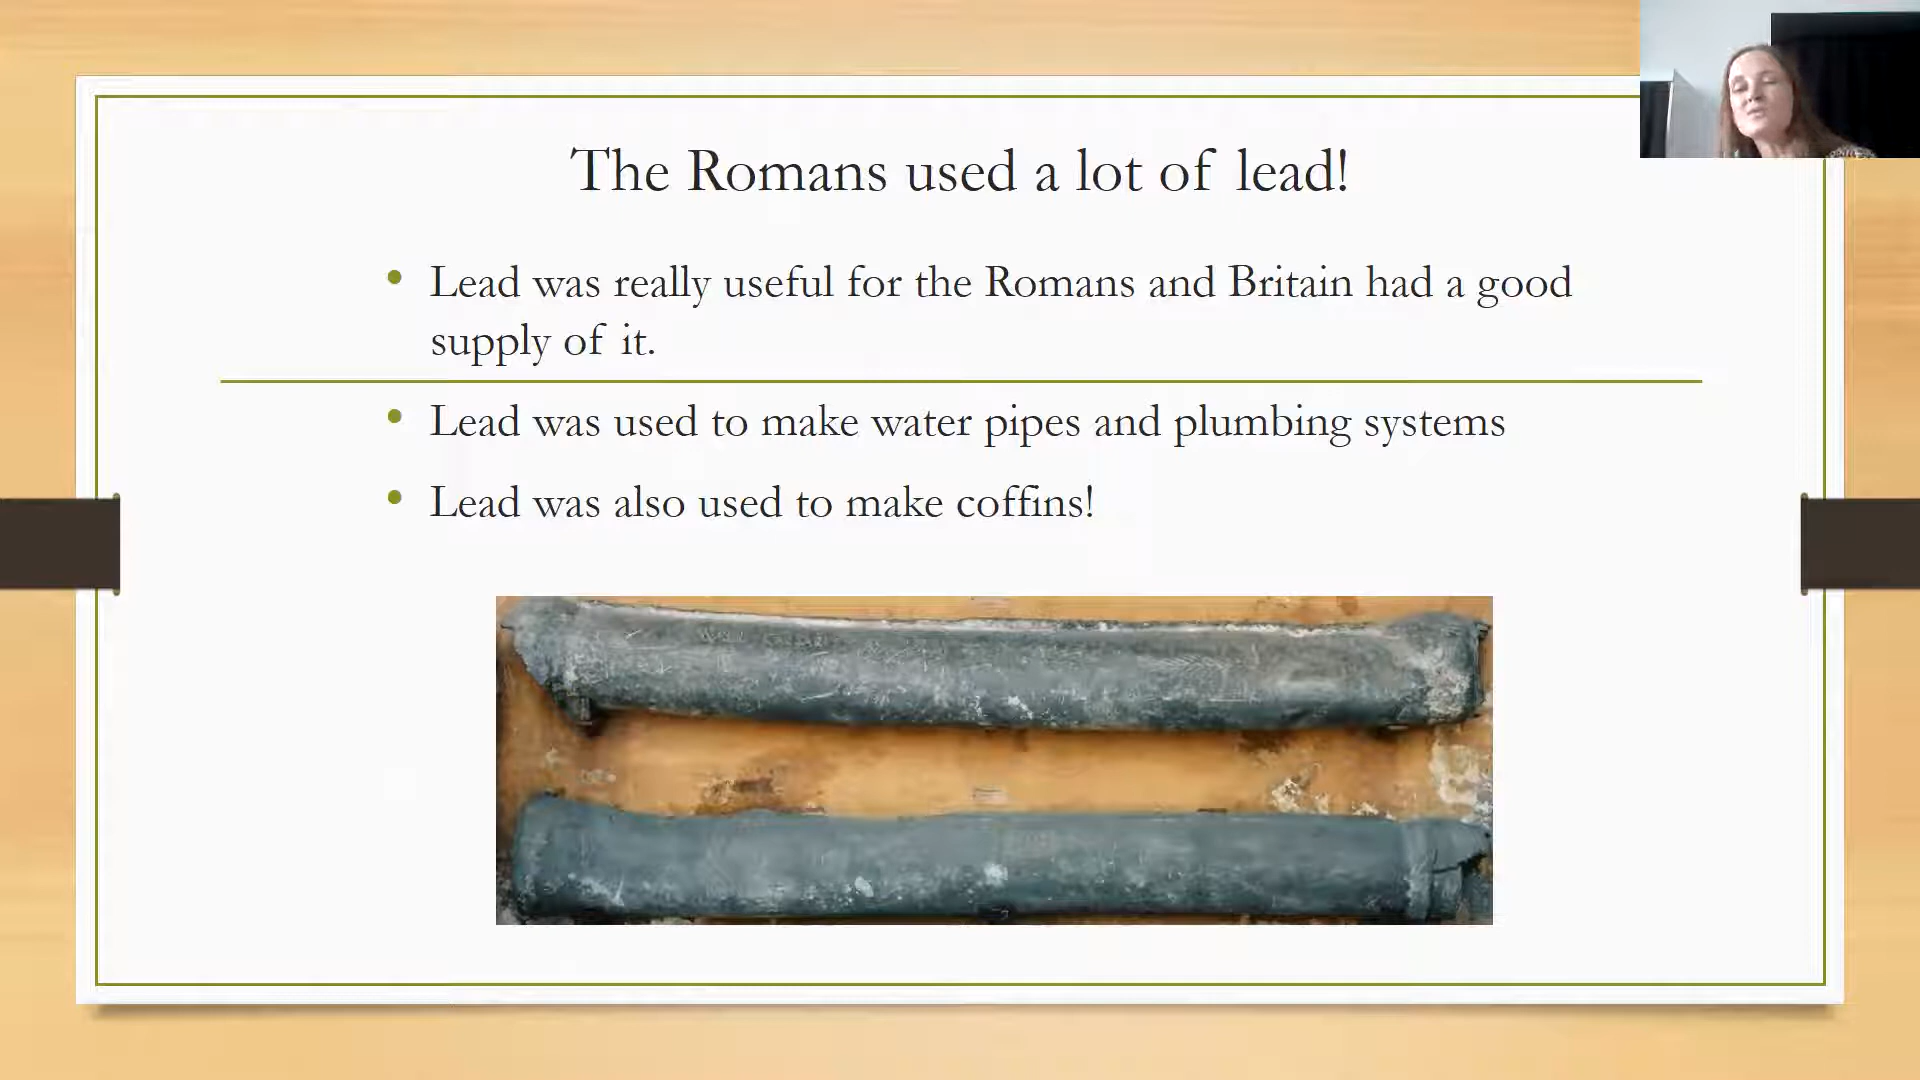 The Romans used a lot of lead!
Lead was really useful for the Romans and Britain had a good
supply of it.
Lead was used to make water pipes and plumbing systems
Lead was also used to make coffins!